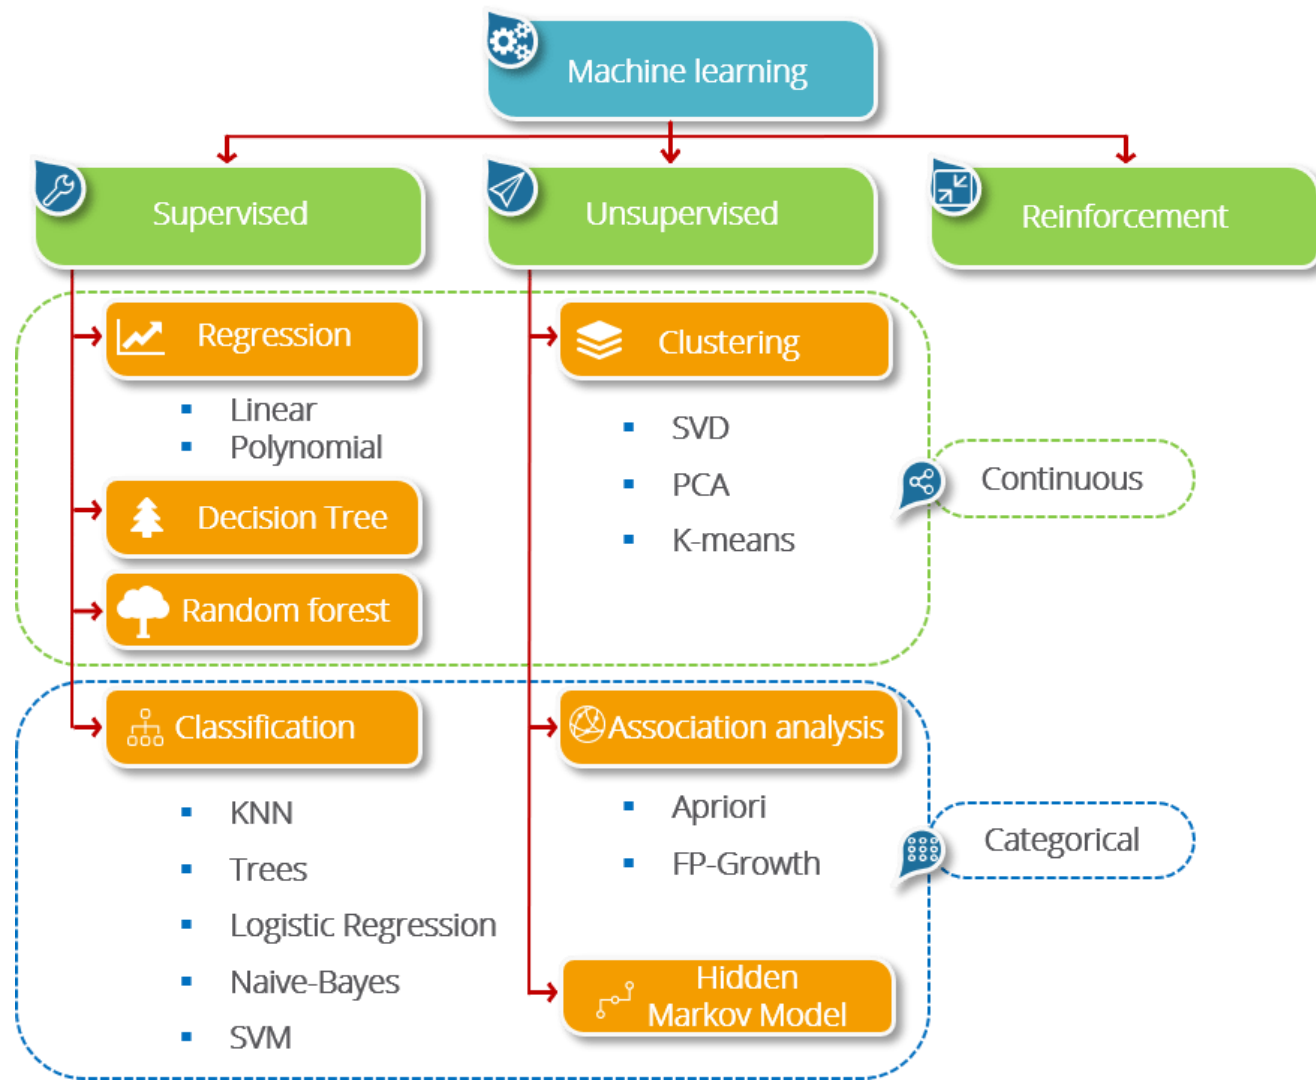 Machine learning
Supervised
Unsupervised
Reinforcement
Regression
Linear
Polynomial
Decision Tree
Random forest
Clustering
SVD
PCA
K-means
Continuous
Classification
KNN
Trees
Logistic Regression
Naive-Bayes
SVM
Association analysis
Apriori
FP-Growth
Hidden
Markov Model
Categorical